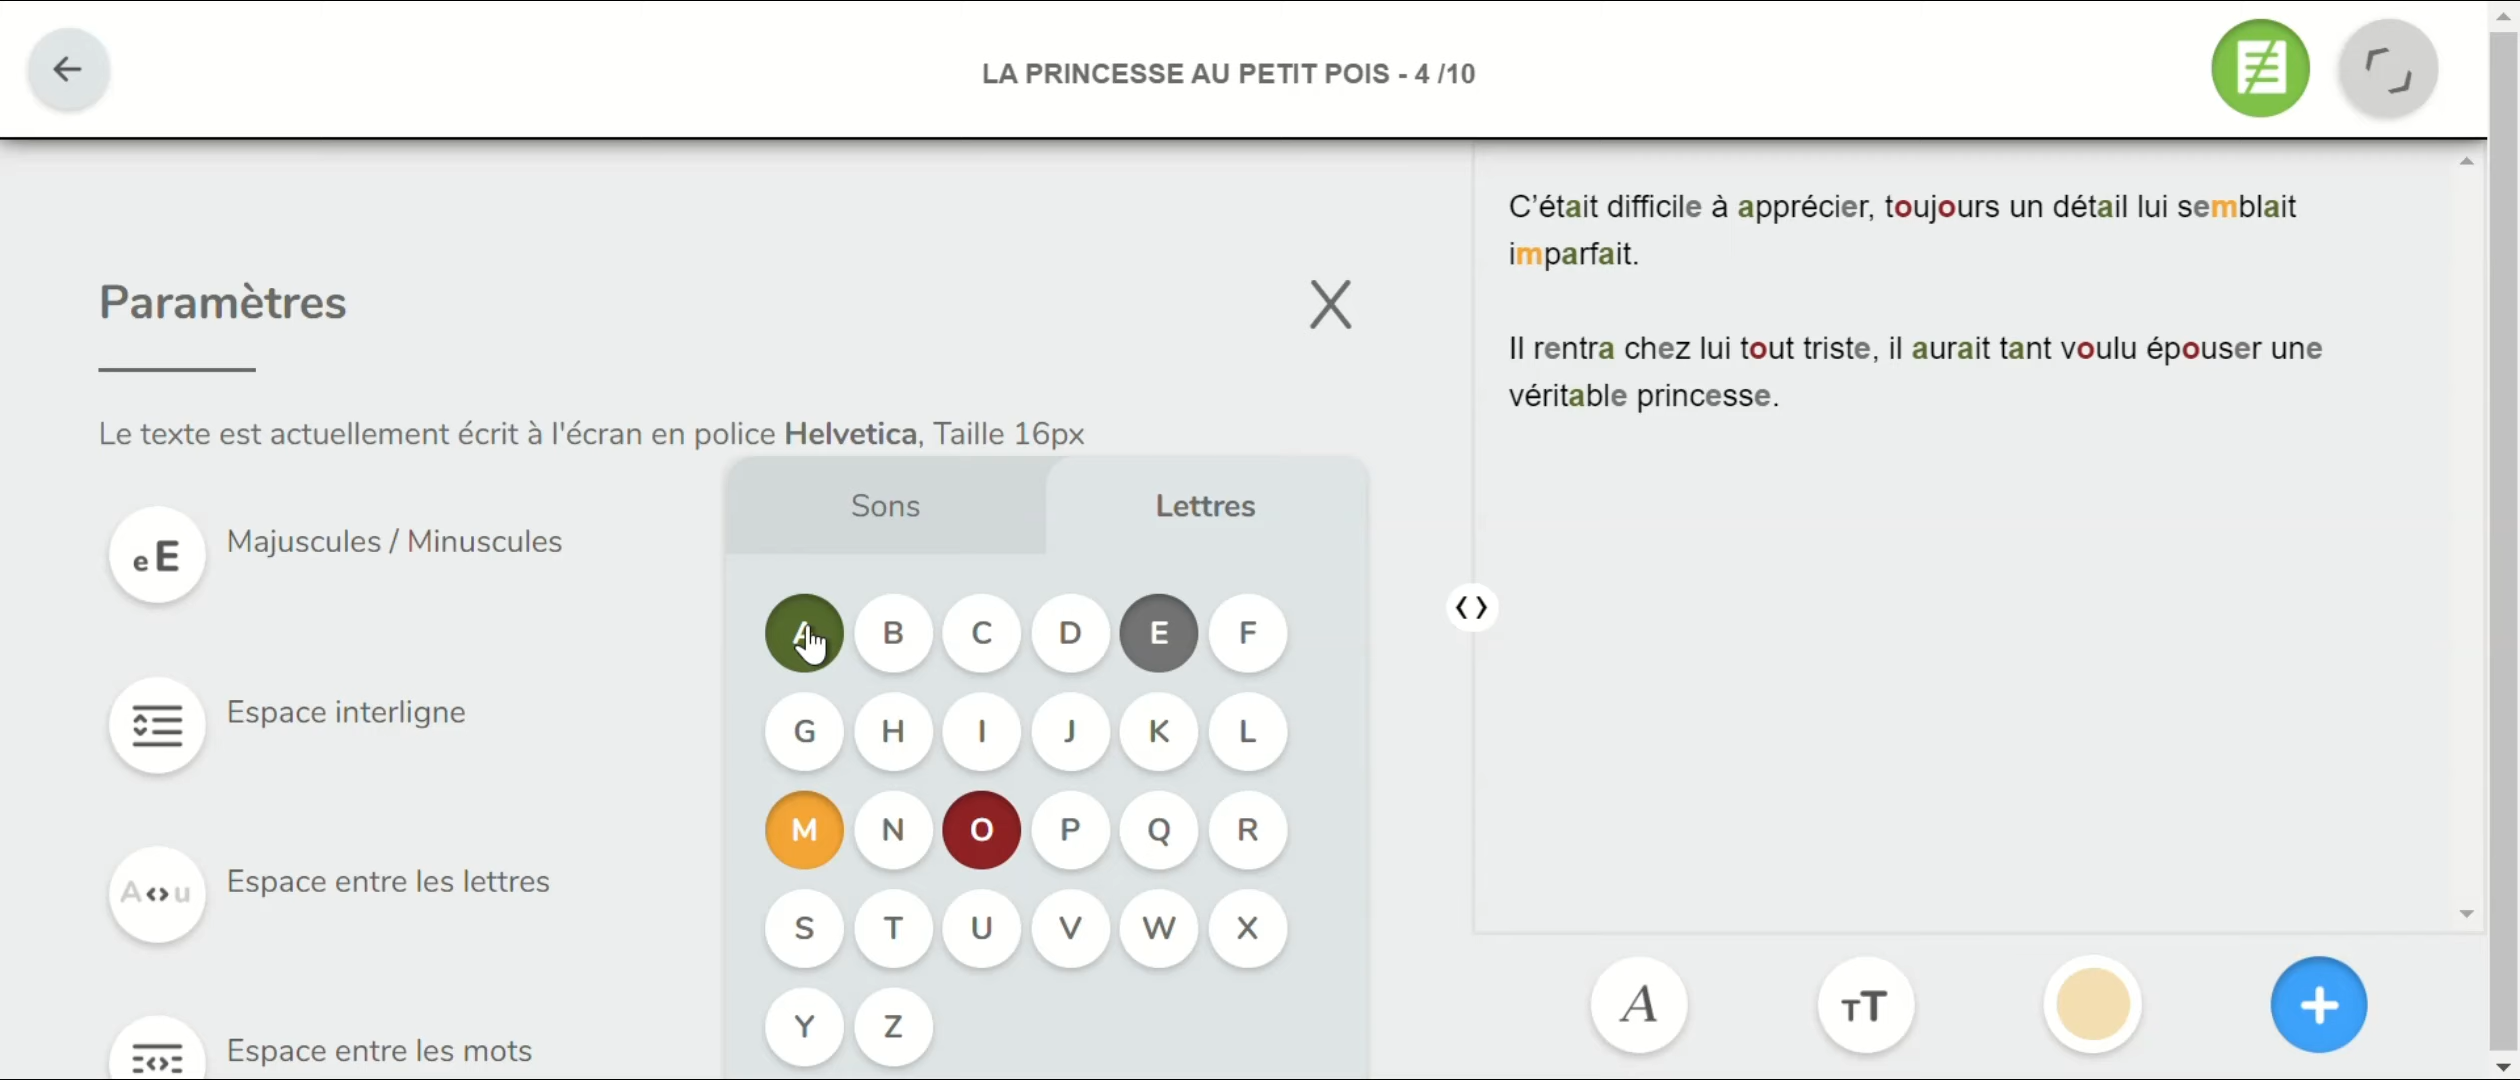 LA PRINCESSE AU PETIT POIS - 4 /10
Paramètres
Le texte est actuellement écrit à l'écran en police Helvetica, Taille 16px
e E
Majuscules / Minuscules
Espace interligne
A u
Espace entre les lettres
Espace entre les mots
Sons
Lettres
A B C D E F
G H I J K L
M N O P Q R
S T U V W X
Y Z
C’était difficile à apprécier, toujours un détail lui semblait
imparfait.
Il rentra chez lui tout triste, il aurait tant voulu épouser une
véritable princesse.
A
TT